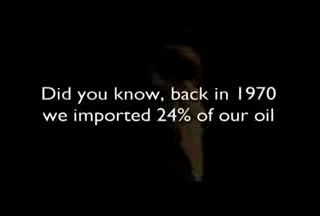 Did you know, back in 1970
we imported 24% of our oil